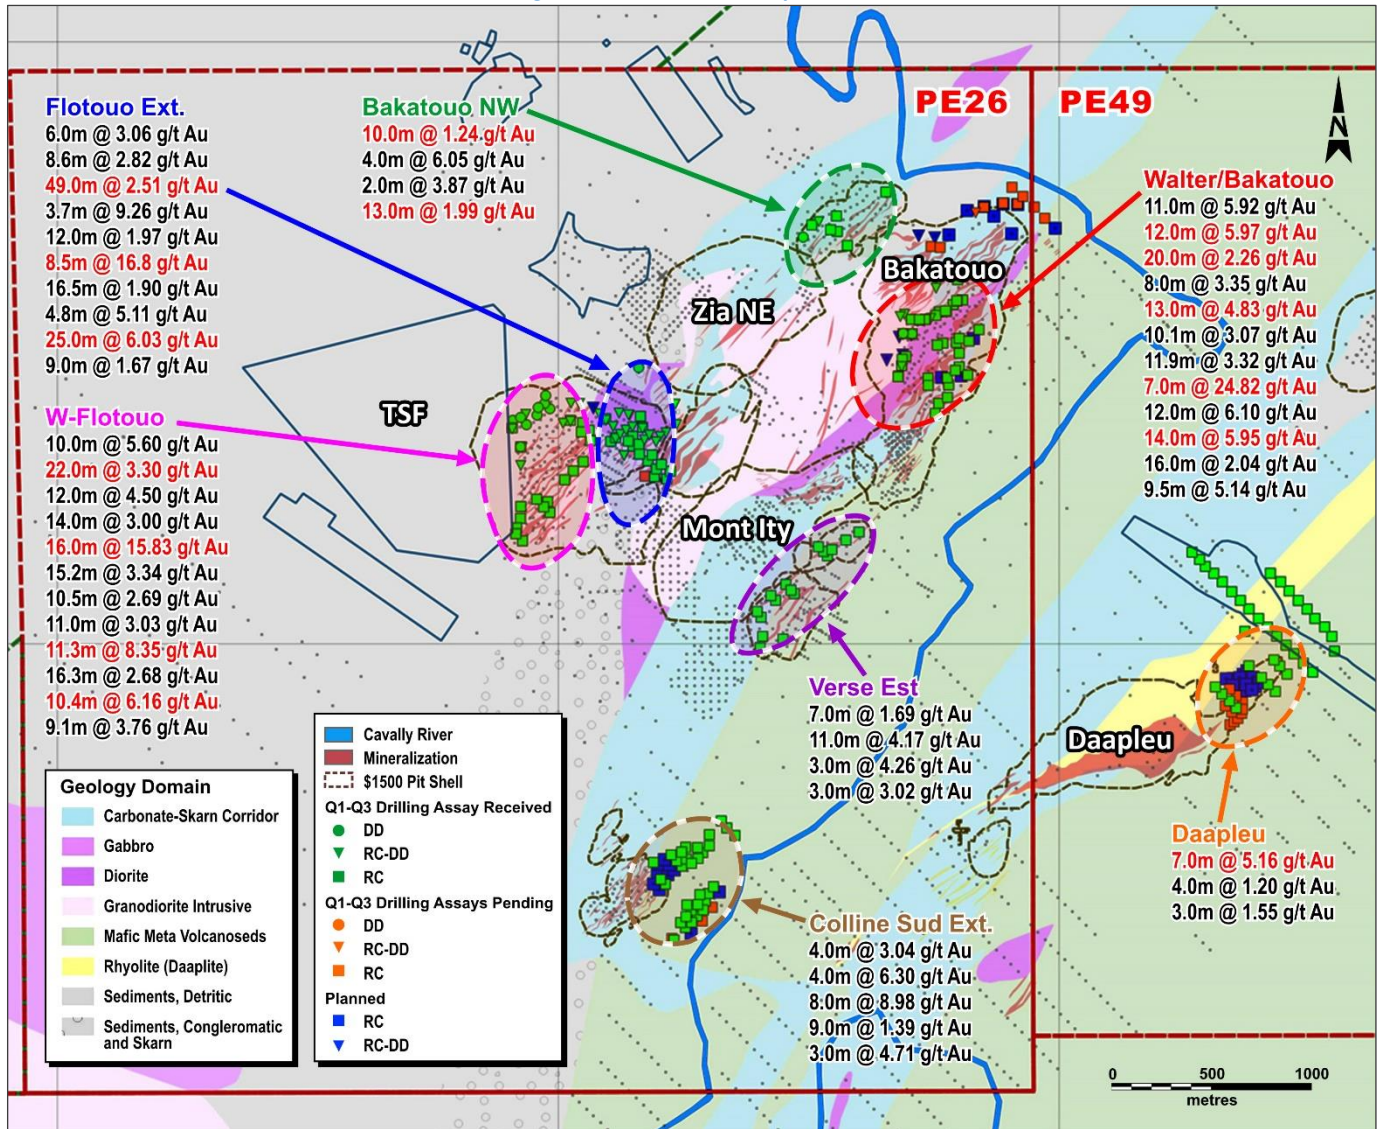 PE26
PE49
N
Flotouo Ext.
6.0m @ 3.06 g/t Au
8.6m @ 2.82 g/t Au
49.0m @ 2.51 g/t Au
3.7m @ 9.26 g/t Au
12.0m @ 1.97 g/t Au
8.5m @ 16.8 g/t Au
16.5m @ 1.90 g/t Au
4.8m @ 5.11 g/t Au
25.0m @ 6.03 g/t Au
9.0m @ 1.67 g/t Au
Bakatouo NW
10.0m @ 1.24 g/t Au
4.0m @ 6.05 g/t Au
2.0m @ 3.87 g/t Au
13.0m @ 1.99 g/t Au
Walter/Bakatouo
11.0m @ 5.92 g/t Au
12.0m @ 5.97 g/t Au
20.0m @ 2.26 g/t Au
8.0m @ 3.35 g/t Au
13.0m @ 4.83 g/t Au
10.1m @ 3.07 g/t Au
11.9m @ 3.32 g/t Au
7.0m @ 24.82 g/t Au
12.0m @ 6.10 g/t Au
14.0m @ 5.95 g/t Au
16.0m @ 2.04 g/t Au
9.5m @ 5.14 g/t Au
Bakatouo
Zia NE
TSF
Mont Ity
W-Flotouo
10.0m @ 5.60 g/t Au
22.0m @ 3.30 g/t Au
12.0m @ 4.50 g/t Au
14.0m @ 3.00 g/t Au
16.0m @ 15.83 g/t Au
15.2m @ 3.34 g/t Au
10.5m @ 2.69 g/t Au
11.0m @ 3.03 g/t Au
11.3m @ 8.35 g/t Au
16.3m @ 2.68 g/t Au
10.4m @ 6.16 g/t Au
9.1m @ 3.76 g/t Au
Verse Est
7.0m @ 1.69 g/t Au
11.0m @ 4.17 g/t Au
3.0m @ 4.26 g/t Au
3.0m @ 3.02 g/t Au
Daapleu
Daapleu
7.0m @ 5.16 g/t Au
4.0m @ 1.20 g/t Au
3.0m @ 1.55 g/t Au
Colline Sud Ext.
4.0m @ 3.04 g/t Au
4.0m @ 6.30 g/t Au
8.0m @ 8.98 g/t Au
9.0m @ 1.39 g/t Au
3.0m @ 4.71 g/t Au
Geology Domain
Carbonate-Skarn Corridor
Gabbro
Diorite
Granodiorite Intrusive
Mafic Meta Volcanoseds
Rhyolite (Daaplite)
Sediments, Detritic
Sediments, Congleromatic
and Skarn
Cavally River
Mineralization
$1500 Pit Shell
Q1-Q3 Drilling Assay Received
DD
RC-DD
RC
Q1-Q3 Drilling Assays Pending
DD
RC-DD
RC
Planned
RC
RC-DD
0 500 1000
metres